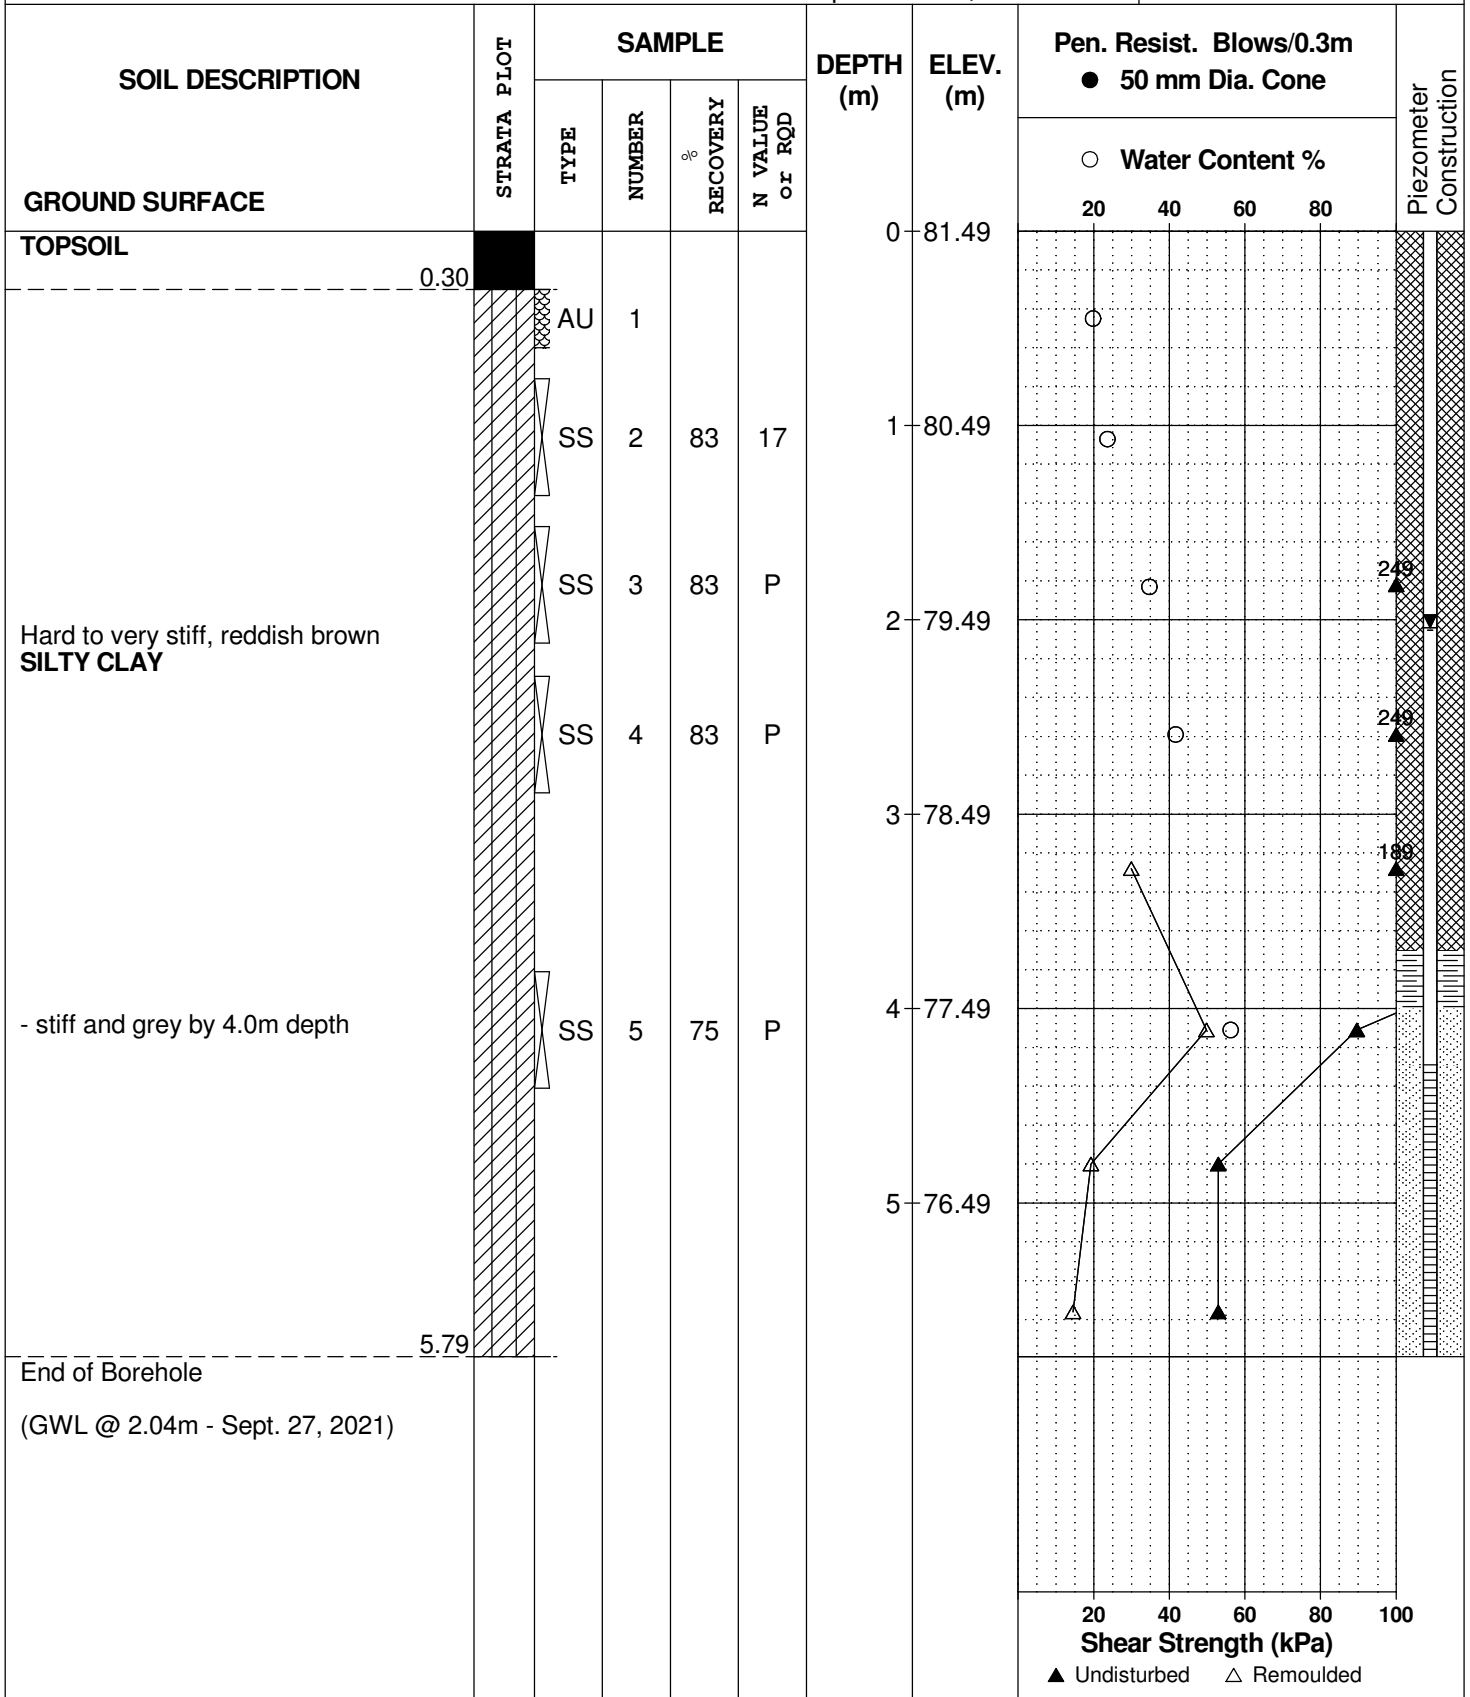 SOIL DESCRIPTION
GROUND SURFACE
STRATA PLOT
SAMPLE
TYPE
NUMBER
% RECOVERY
N VALUE or RQD
DEPTH (m)
ELEV. (m)
Pen. Resist. Blows/0.3m
● 50 mm Dia. Cone
○ Water Content %
20 40 60 80
Piezometer Construction
0 81.49
TOPSOIL
0.30
AU 1
1 80.49
SS 2 83 17
249
SS 3 83 P
2 79.49
Hard to very stiff, reddish brown
SILTY CLAY
249
SS 4 83 P
3 78.49
189
4 77.49
- stiff and grey by 4.0m depth
SS 5 75 P
5 76.49
5.79
End of Borehole
(GWL @ 2.04m - Sept. 27, 2021)
20 40 60 80 100
Shear Strength (kPa)
▲ Undisturbed △ Remoulded